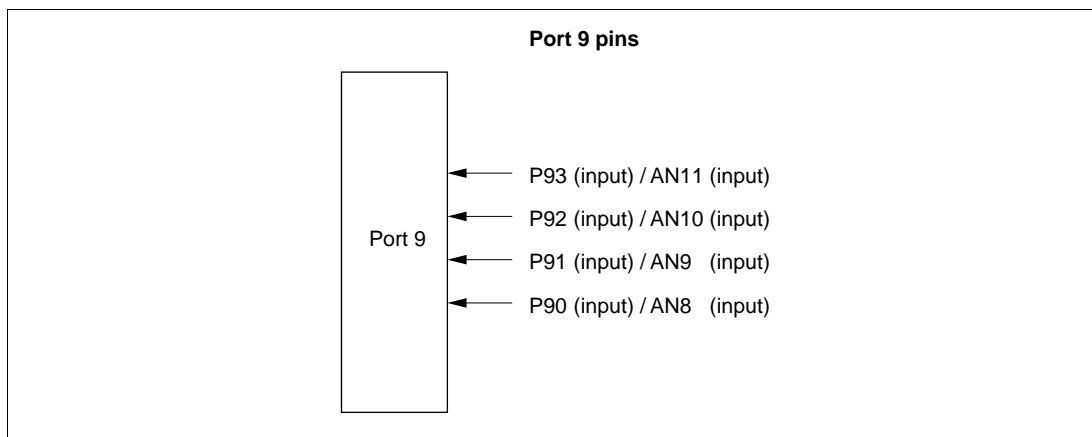 Port 9 pins
P93 (input) / AN11 (input)
P92 (input) / AN10 (input)
Port 9
P91 (input) / AN9 (input)
P90 (input) / AN8 (input)